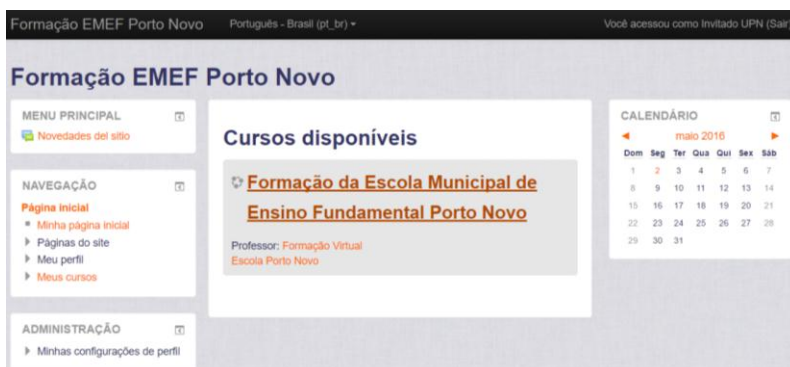 Formação EMEF Porto Novo Português - Brasil (pt_br) Você acessou como Invitado UPN (Sair)
Formação EMEF Porto Novo
MENU PRINCIPAL
Novedades del sitio
NAVEGAÇÃO
Página inicial
Minha página inicial
Páginas do site
Meu perfil
Meus cursos
ADMINISTRAÇÃO
Minhas configurações de perfil
Cursos disponíveis
Formação da Escola Municipal de
Ensino Fundamental Porto Novo
Professor: Formação Virtual
Escola Porto Novo
CALENDÁRIO
maio 2016
Dom Seg Ter Qua Qui Sex Sáb
1 2 3 4 5 6 7
8 9 10 11 12 13 14
15 16 17 18 19 20 21
22 23 24 25 26 27 28
29 30 31